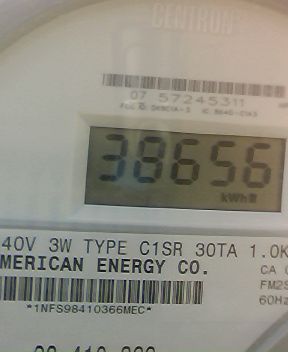 CENTRON
07 57245311
38656
kWh
40V 3W TYPE C1SR 30TA 1.0K
MERICAN ENERGY CO.
CA
FM2S
60Hz
*1NFS98410366MEC*